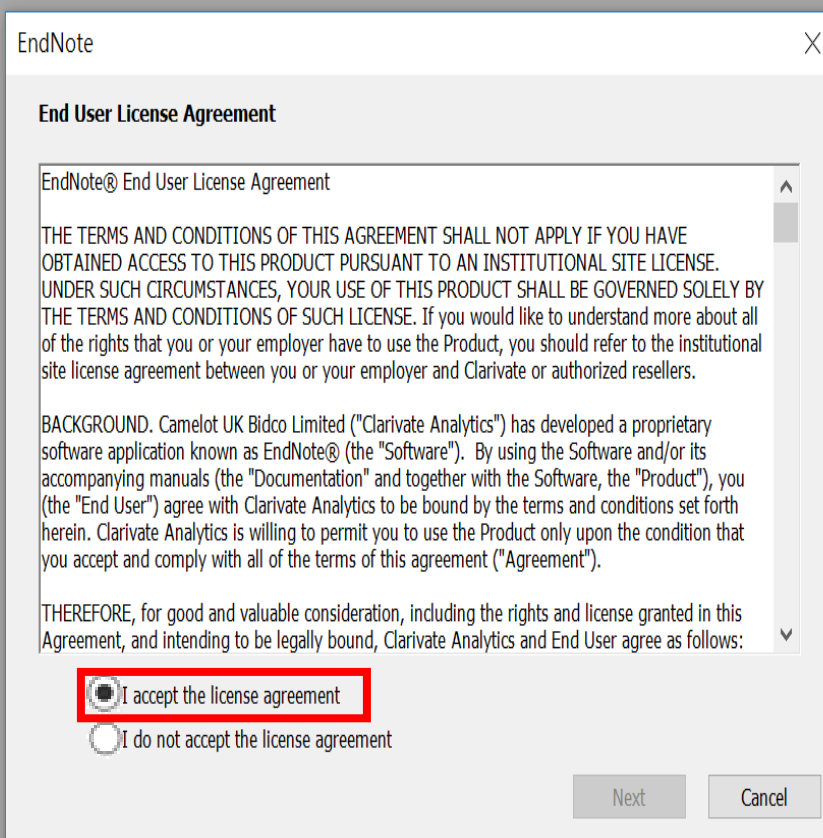 EndNote
End User License Agreement
EndNote® End User License Agreement
THE TERMS AND CONDITIONS OF THIS AGREEMENT SHALL NOT APPLY IF YOU HAVE
OBTAINED ACCESS TO THIS PRODUCT PURSUANT TO AN INSTITUTIONAL SITE LICENSE.
UNDER SUCH CIRCUMSTANCES, YOUR USE OF THIS PRODUCT SHALL BE GOVERNED SOLELY BY
THE TERMS AND CONDITIONS OF SUCH LICENSE. If you would like to understand more about all
of the rights that you or your employer have to use the Product, you should refer to the institutional
site license agreement between you or your employer and Clarivate or authorized resellers.
BACKGROUND. Camelot UK Bidco Limited ("Clarivate Analytics") has developed a proprietary
software application known as EndNote® (the "Software").  By using the Software and/or its
accompanying manuals (the "Documentation" and together with the Software, the "Product"), you
(the "End User") agree with Clarivate Analytics to be bound by the terms and conditions set forth
herein. Clarivate Analytics is willing to permit you to use the Product only upon the condition that
you accept and comply with all of the terms of this agreement ("Agreement").
THEREFORE, for good and valuable consideration, including the rights and license granted in this
Agreement, and intending to be legally bound, Clarivate Analytics and End User agree as follows:
I accept the license agreement
I do not accept the license agreement
Next Cancel